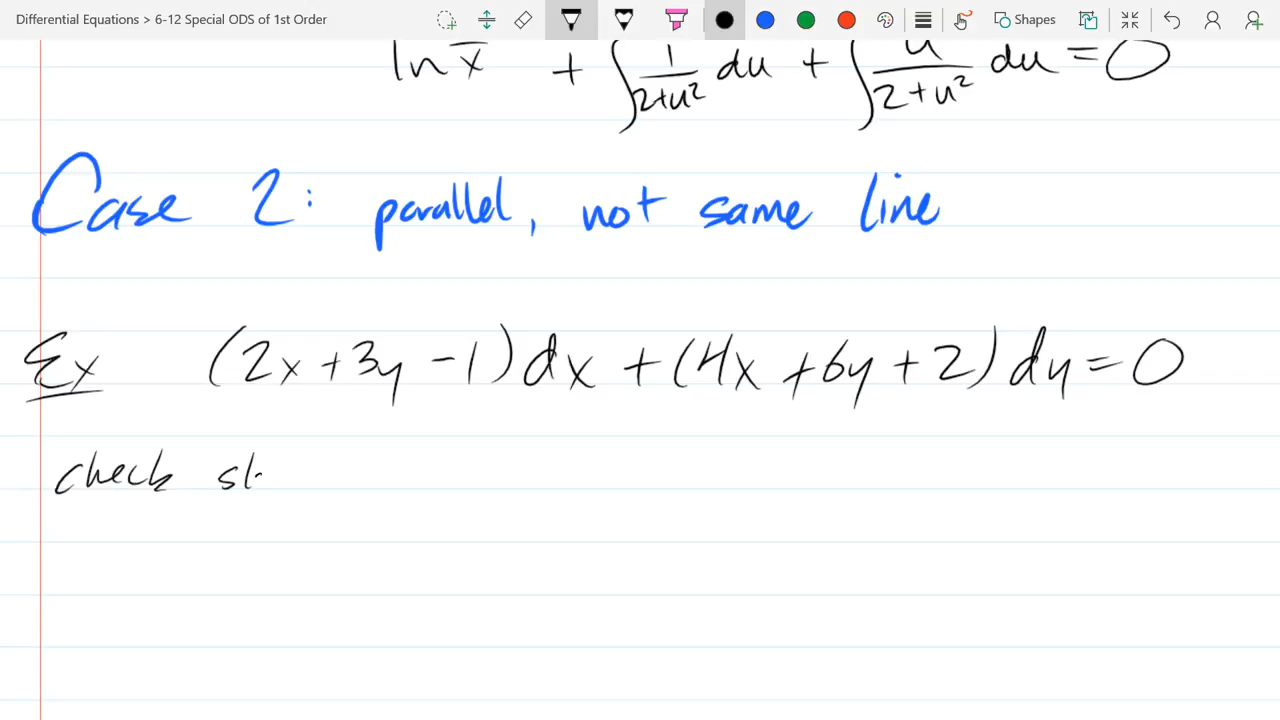 Differential Equations > 6-12 Special ODS of 1st Order
Shapes
ln x̅ + ∫ 1/(2+u²) du + ∫ u/(2+u²) du = 0
Case 2: parallel, not same line
Ex (2x+3y-1)dx + (4x+6y+2)dy = 0
check